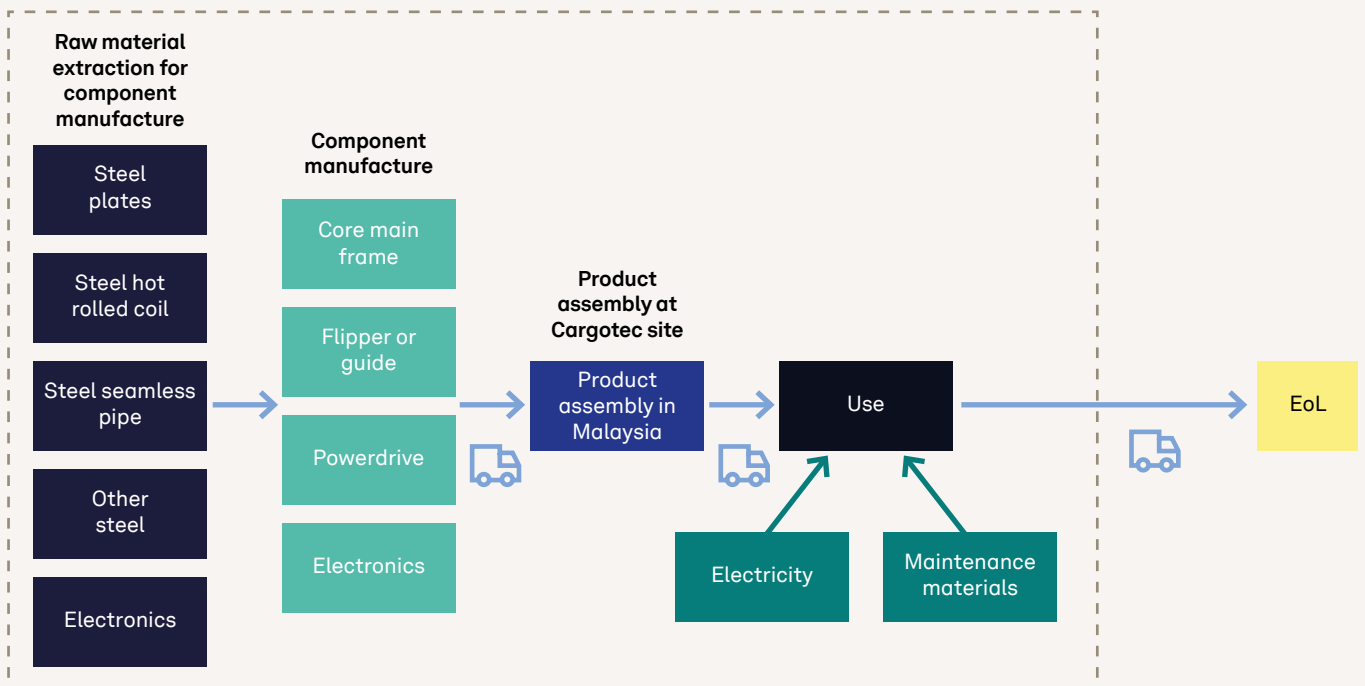 Raw material
extraction for
component
manufacture
Steel
plates
Steel hot
rolled coil
Steel seamless
pipe
Other
steel
Electronics
Component
manufacture
Core main
frame
Flipper or
guide
Powerdrive
Electronics
Product
assembly at
Cargotec site
Product
assembly in
Malaysia
Use
Electricity
Maintenance
materials
EoL